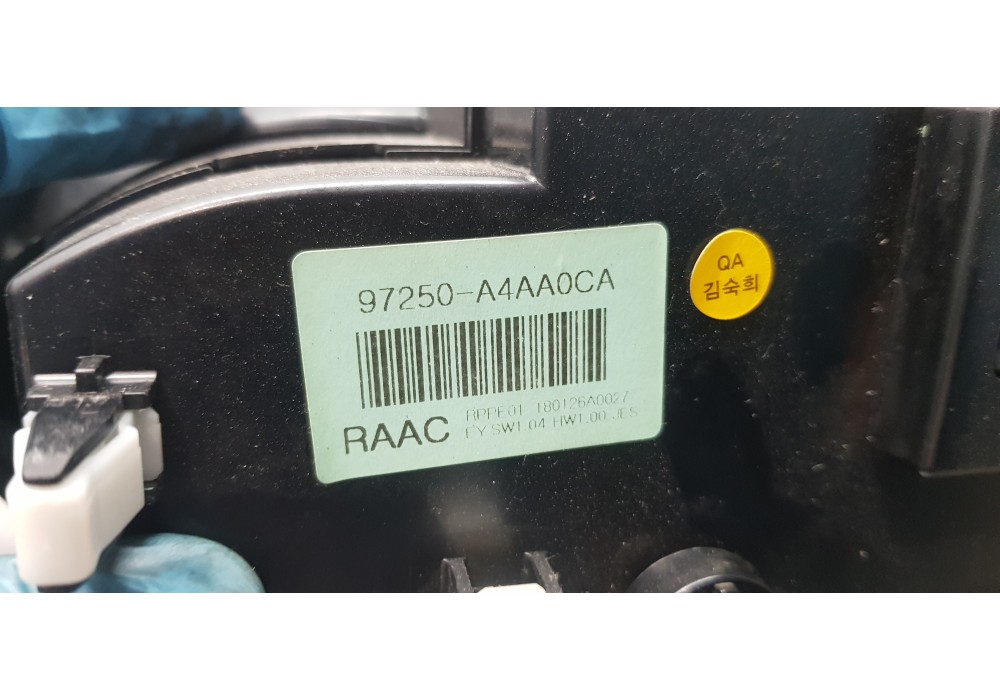 97250-A4AA0CA
RAAC
RPPE01 180126A0027
EY.SW1.04 HW1.00 JES
QA
김숙희